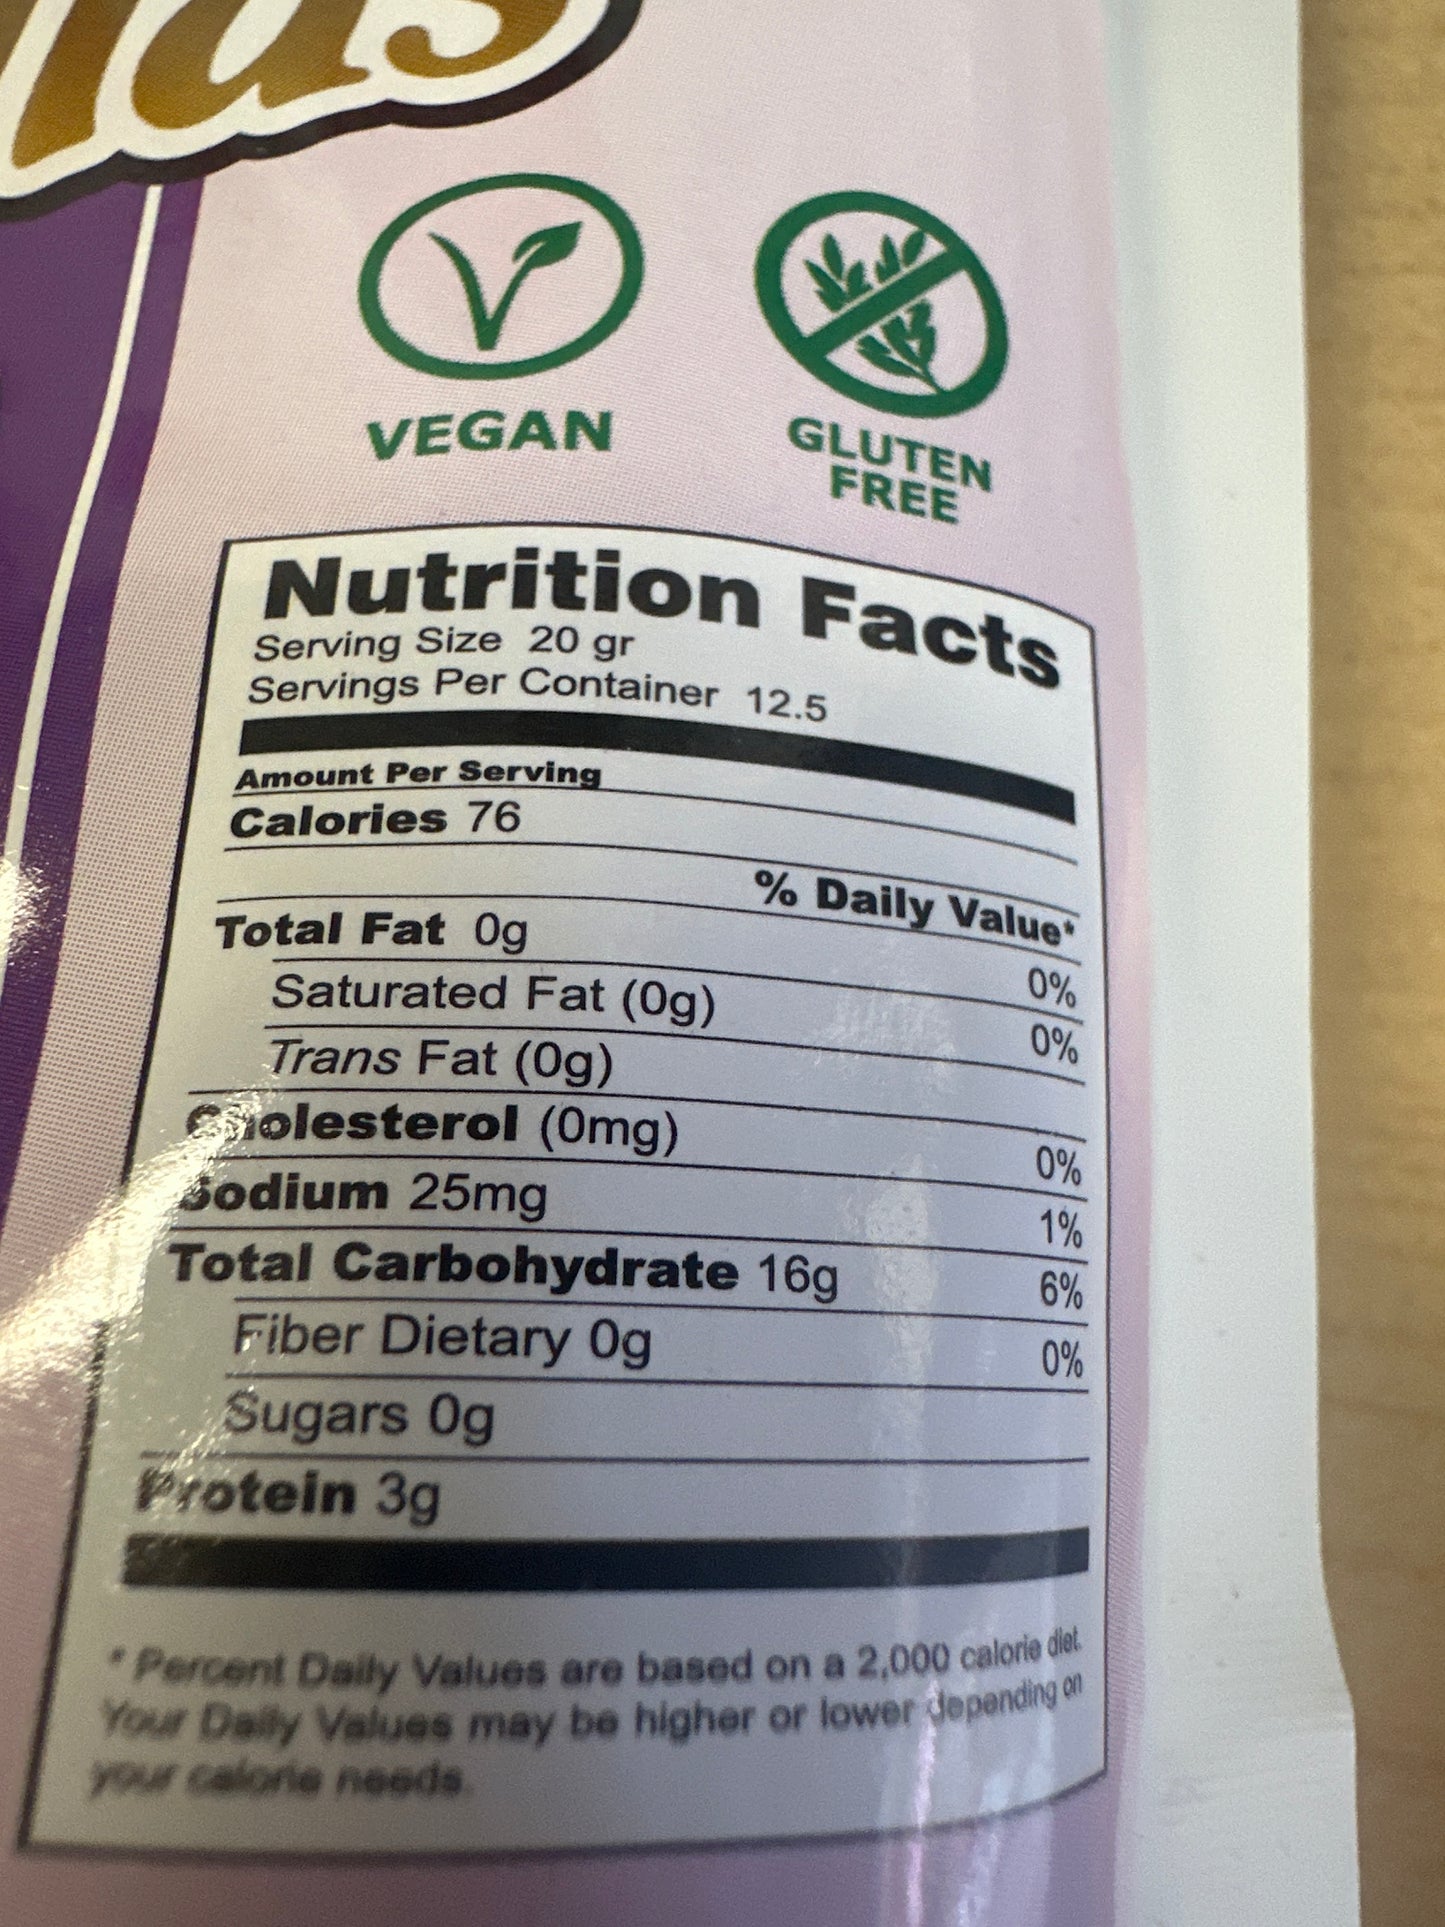 VEGAN
GLUTEN
FREE
Nutrition Facts
Serving Size 20 gr
Servings Per Container 12.5
Amount Per Serving
Calories 76
% Daily Value*
Total Fat 0g 0%
Saturated Fat (0g) 0%
Trans Fat (0g)
Cholesterol (0mg) 0%
Sodium 25mg 1%
Total Carbohydrate 16g 6%
Fiber Dietary 0g 0%
Sugars 0g
Protein 3g
* Percent Daily Values are based on a 2,000 calorie diet.
Your Daily Values may be higher or lower depending on
your calorie needs.